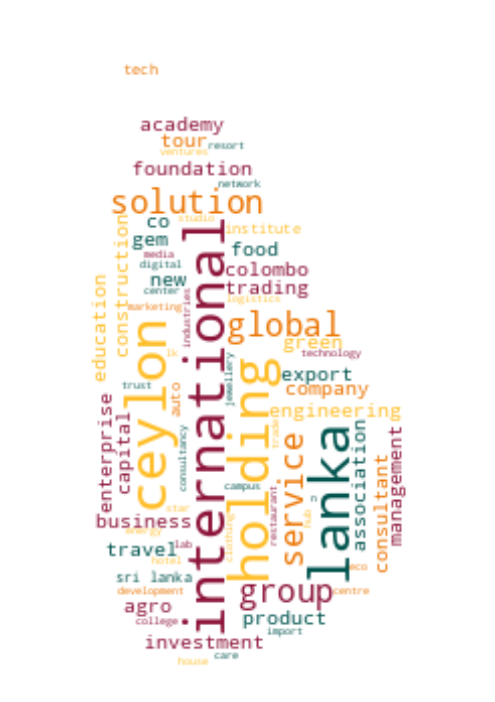 tech
academy
tour
resort
ventures
foundation
network
solution
studio
co
institute
gem
food
media
digital
colombo
new
trading
center
logistics
marketing
industries
construction
education
international
global
green
technology
ceylon
lk
holding
jewellery
export
trust
company
auto
engineering
enterprise
capital
consultancy
trade
service
lanka
association
consultant
management
campus
restaurant
n
hub
star
business
energy
clothing
travel
lab
hotel
eco
sri lanka
development
group
centre
agro
college
product
import
investment
care
house